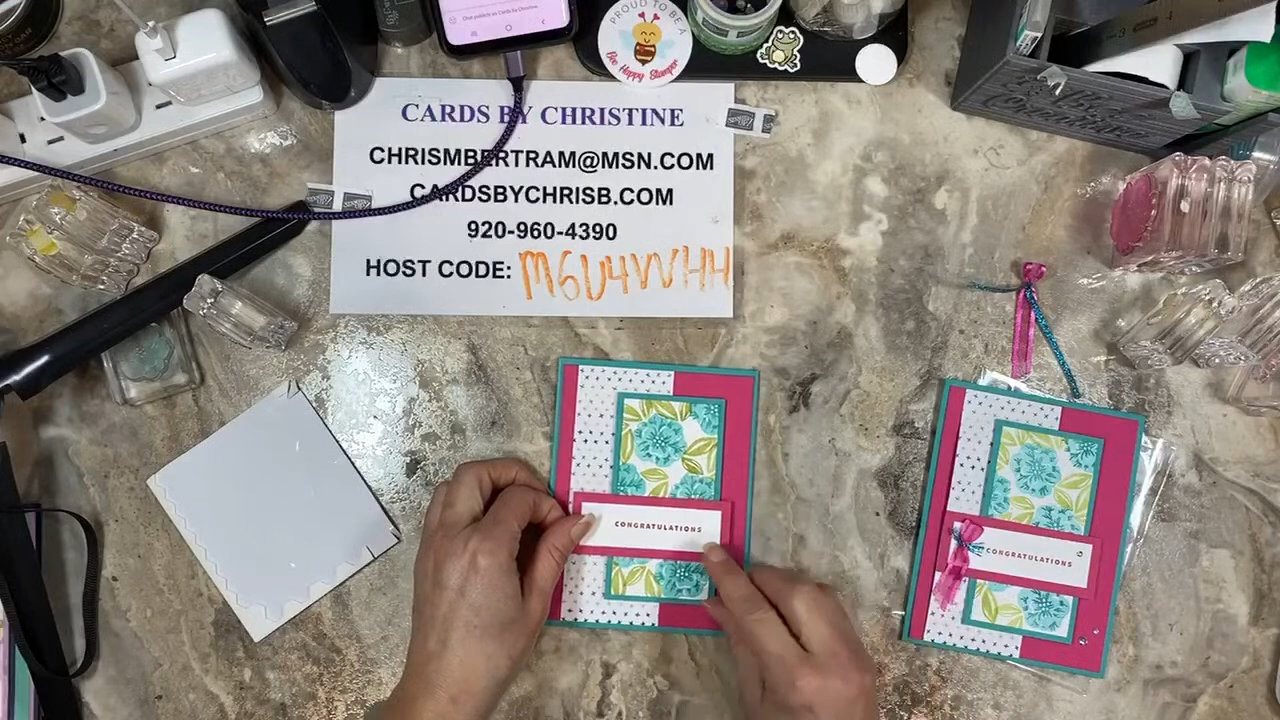 PROUD TO BE A
Bee Happy Stamper
CARDS BY CHRISTINE
CHRISMBERTRAM@MSN.COM
CARDSBYCHRISB.COM
920-960-4390
HOST CODE: M6U4VVHH
CONGRATULATIONS
CONGRATULATIONS